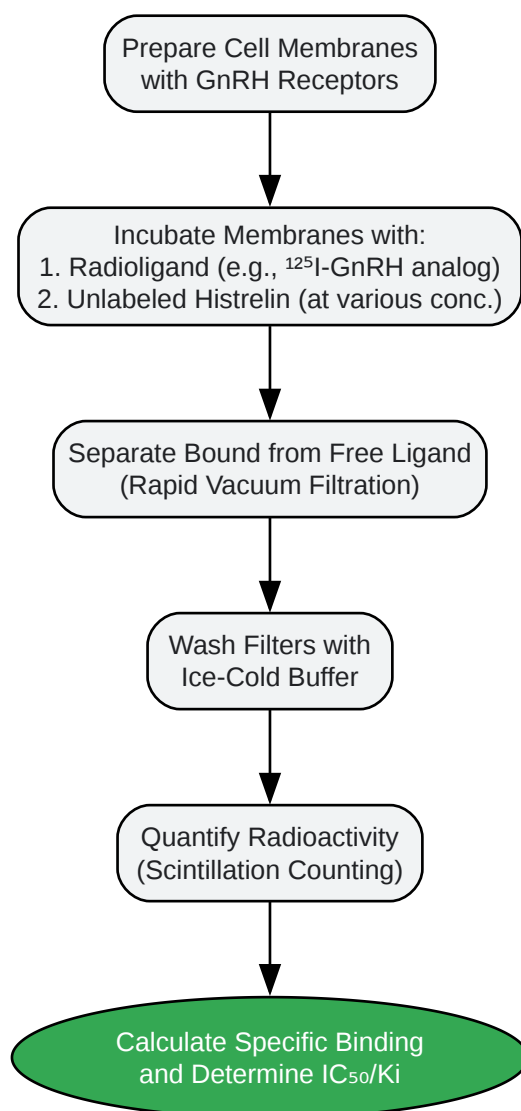 Prepare Cell Membranes
with GnRH Receptors
Incubate Membranes with:
1. Radioligand (e.g., ¹²⁵I-GnRH analog)
2. Unlabeled Histrelin (at various conc.)
Separate Bound from Free Ligand
(Rapid Vacuum Filtration)
Wash Filters with
Ice-Cold Buffer
Quantify Radioactivity
(Scintillation Counting)
Calculate Specific Binding
and Determine IC₅₀/Ki